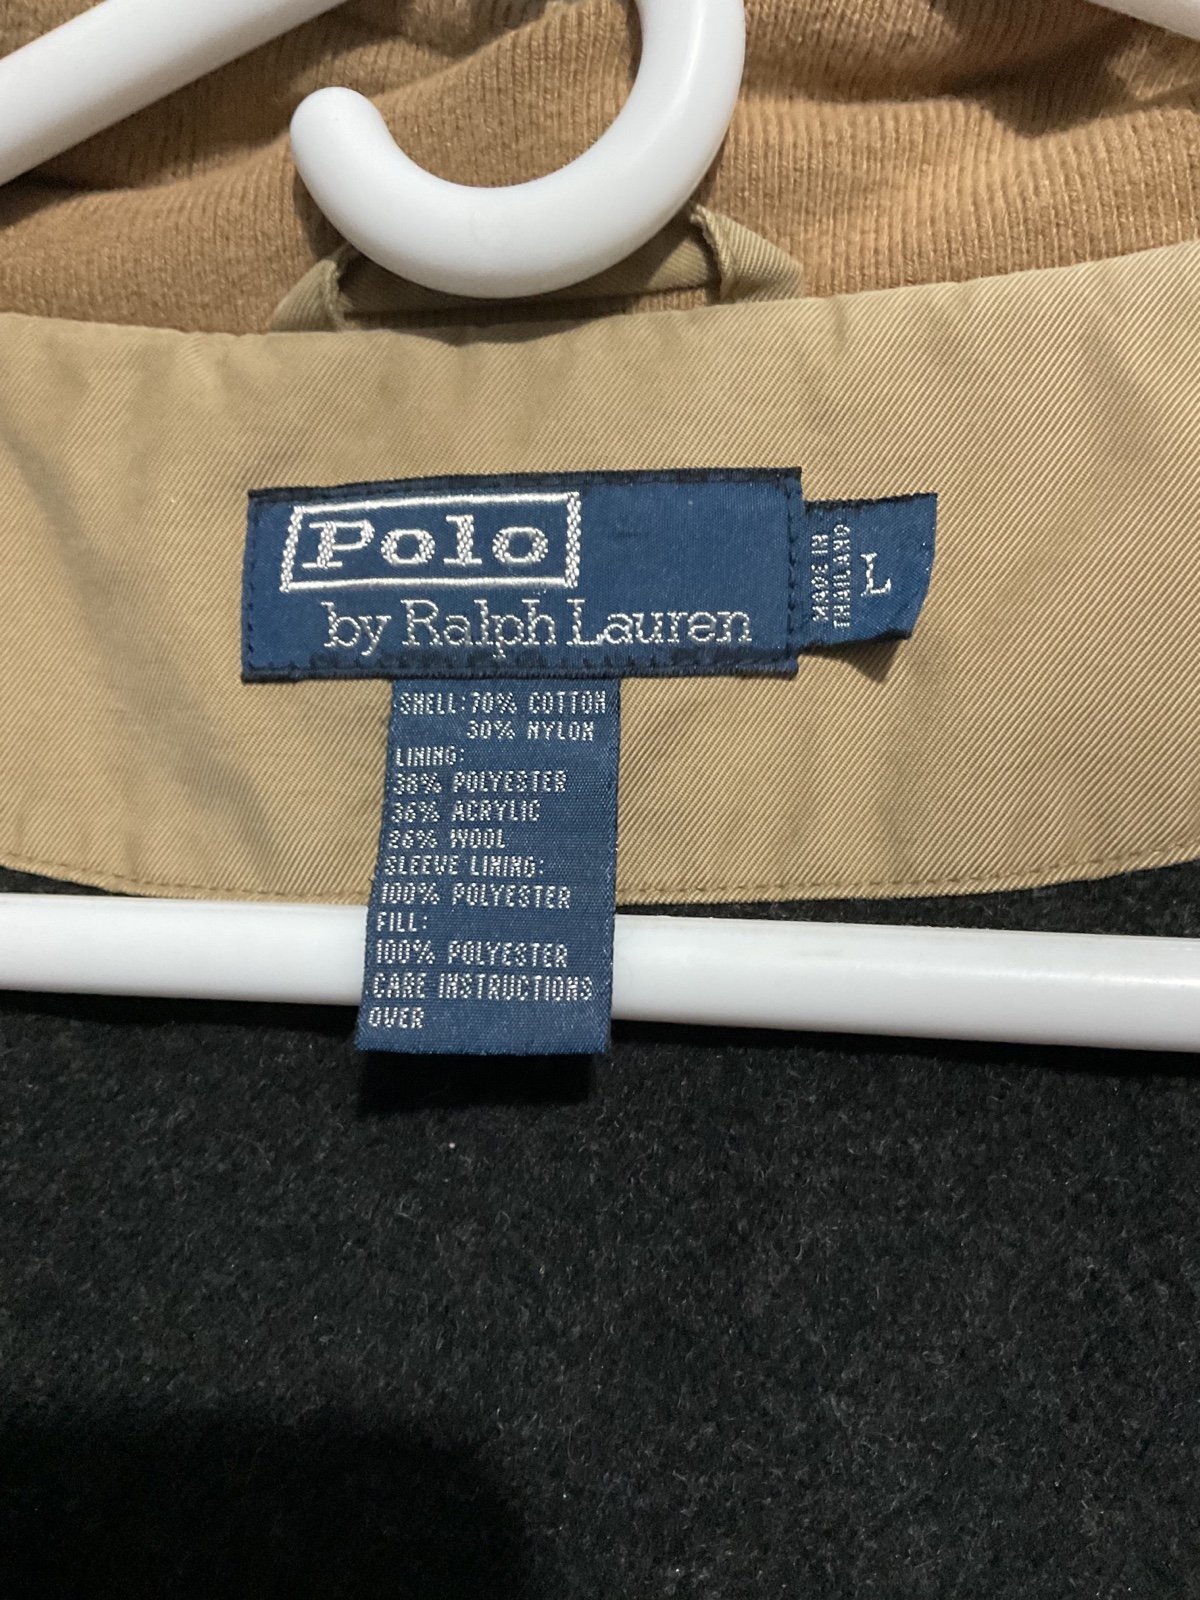 Polo
by Ralph Lauren
MADE IN
THAILAND
L
SHELL: 70% COTTON
30% NYLON
LINING:
38% POLYESTER
36% ACRYLIC
26% WOOL
SLEEVE LINING:
100% POLYESTER
FILL:
100% POLYESTER
CARE INSTRUCTIONS
OVER